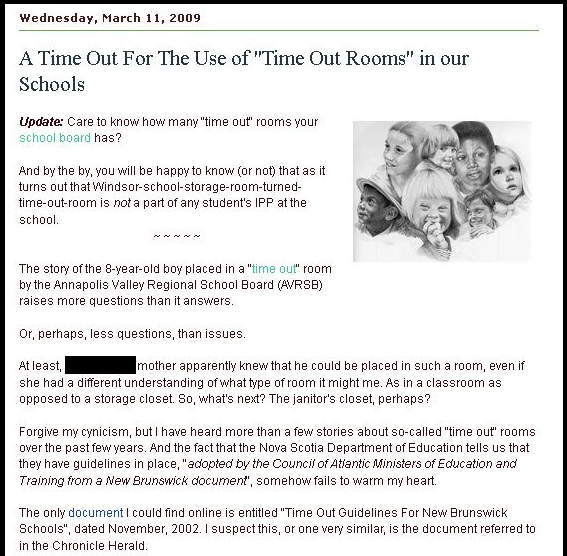 Wednesday, March 11, 2009
A Time Out For The Use of "Time Out Rooms" in our
Schools
Update: Care to know how many "time out" rooms your
school board has?
And by the by, you will be happy to know (or not) that as it
turns out that Windsor-school-storage-room-turned-
time-out-room is not a part of any student's IPP at the
school.
~ ~ ~ ~ ~
The story of the 8-year-old boy placed in a "time out" room
by the Annapolis Valley Regional School Board (AVRSB)
raises more questions than it answers.
Or, perhaps, less questions, than issues.
At least, mother apparently knew that he could be placed in such a room, even if
she had a different understanding of what type of room it might me. As in a classroom as
opposed to a storage closet. So, what's next? The janitor's closet, perhaps?
Forgive my cynicism, but I have heard more than a few stories about so-called "time out" rooms
over the past few years. And the fact that the Nova Scotia Department of Education tells us that
they have guidelines in place, "adopted by the Council of Atlantic Ministers of Education and
Training from a New Brunswick document", somehow fails to warm my heart.
The only document I could find online is entitled "Time Out Guidelines For New Brunswick
Schools", dated November, 2002. I suspect this, or one very similar, is the document referred to
in the Chronicle Herald.